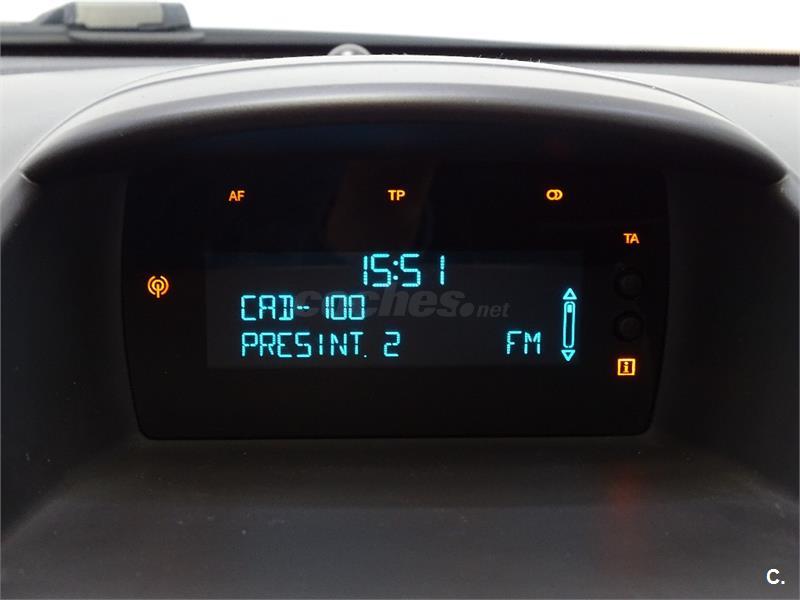 AF TP
TA
15:51
CAD-100
coches.net
PRESINT. 2 FM
i
C.